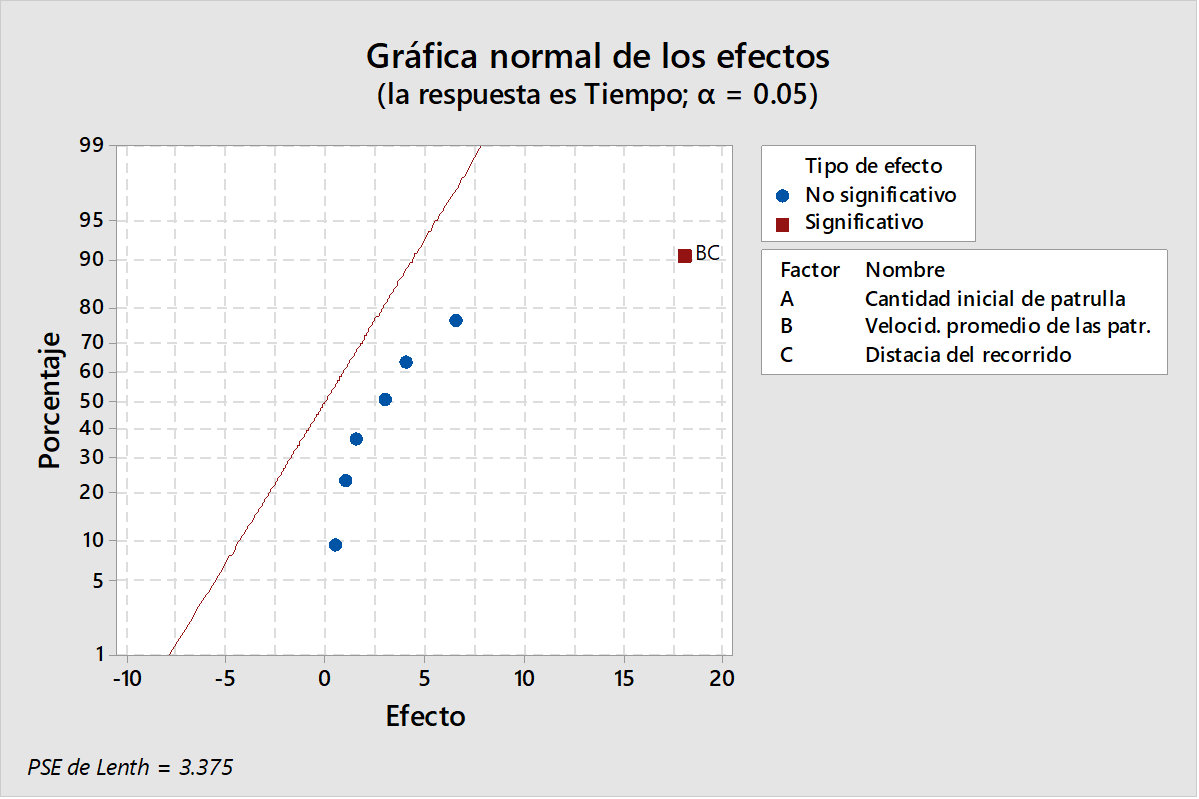 Gráfica normal de los efectos
(la respuesta es Tiempo; α = 0.05)
99
95
90
80
70
60
50
40
30
20
10
5
1
Porcentaje
-10 -5 0 5 10 15 20
Efecto
BC
Tipo de efecto
No significativo
Significativo
Factor Nombre
A Cantidad inicial de patrulla
B Velocid. promedio de las patr.
C Distacia del recorrido
PSE de Lenth = 3.375